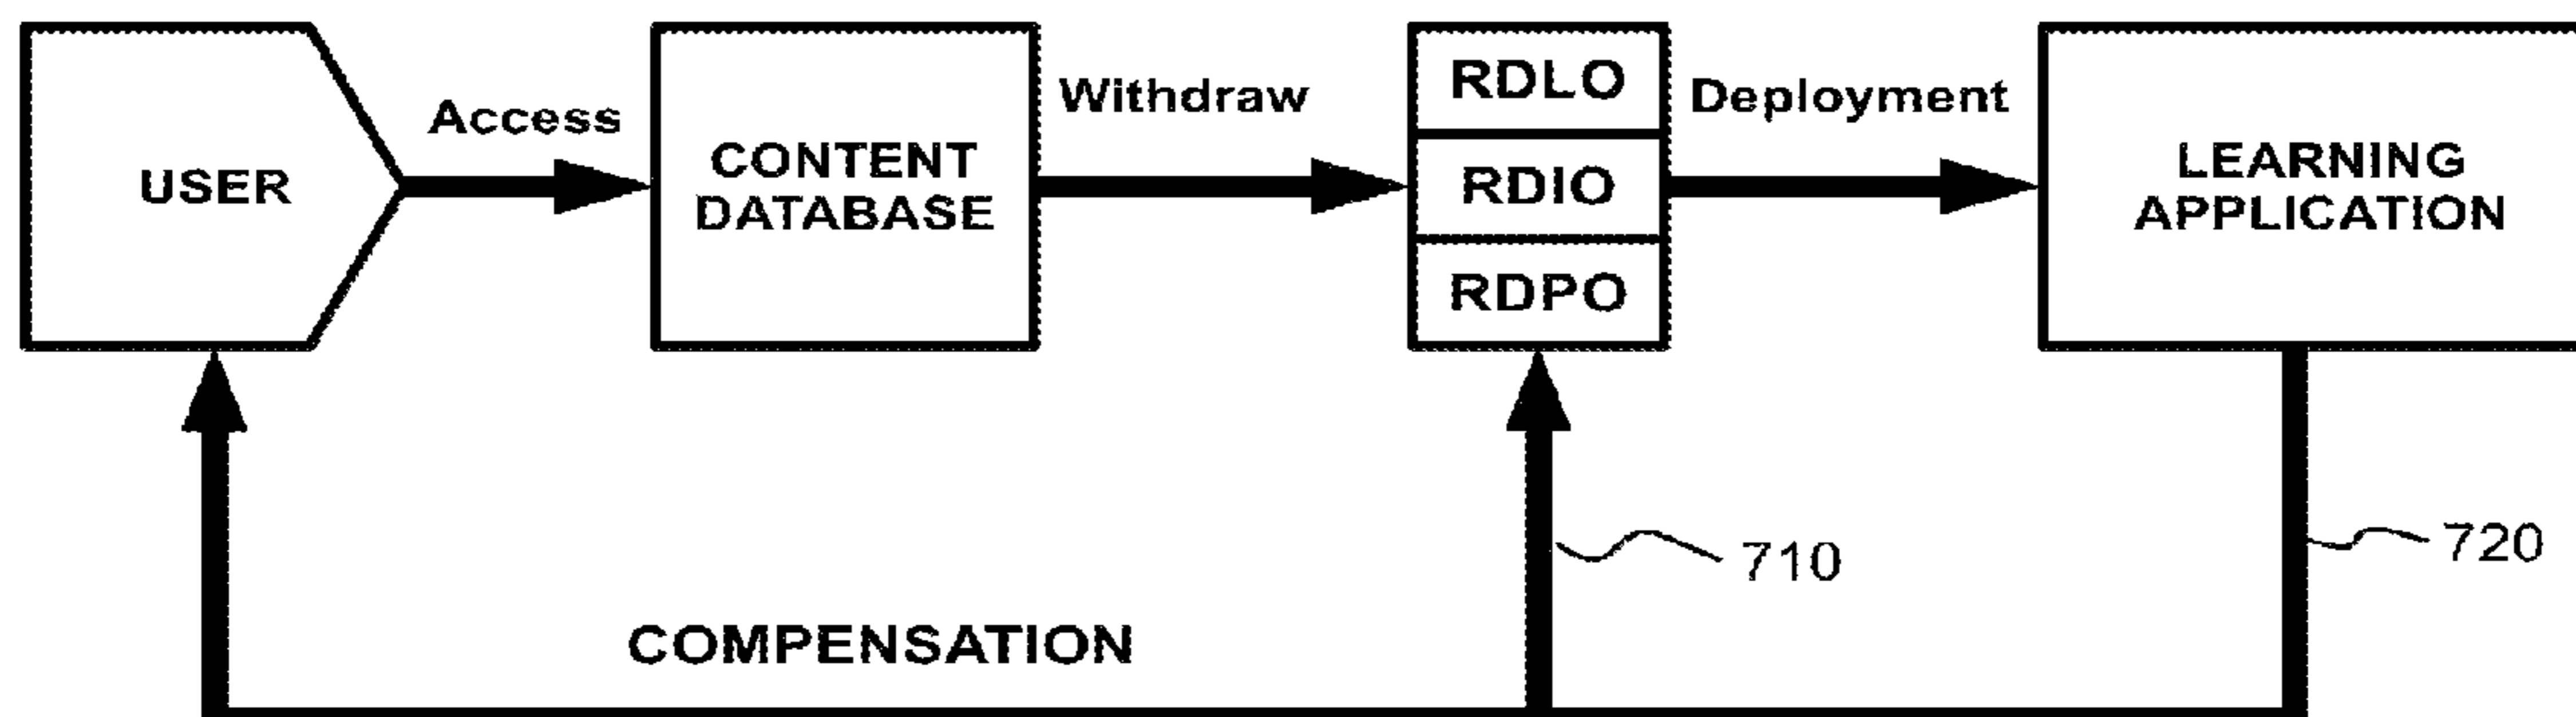 USER
Access
CONTENT
DATABASE
Withdraw
RDLO
RDIO
RDPO
Deployment
LEARNING
APPLICATION
710
720
COMPENSATION